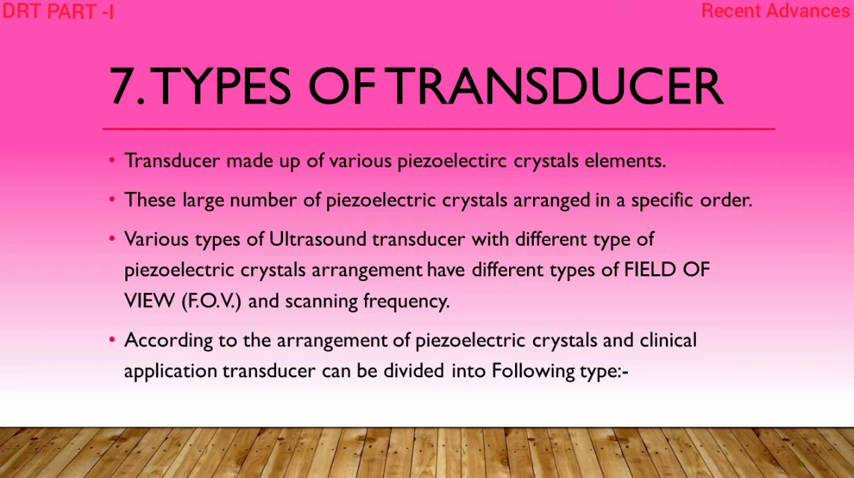 DRT PART -I
Recent Advances
7. TYPES OF TRANSDUCER
• Transducer made up of various piezoelectirc crystals elements.
• These large number of piezoelectric crystals arranged in a specific order.
• Various types of Ultrasound transducer with different type of
piezoelectric crystals arrangement have different types of FIELD OF
VIEW (F.O.V.) and scanning frequency.
• According to the arrangement of piezoelectric crystals and clinical
application transducer can be divided into Following type:-